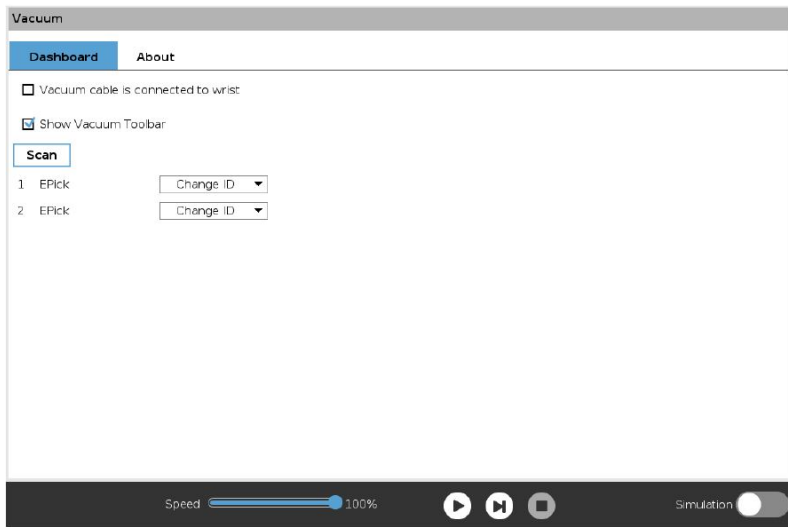 Vacuum
Dashboard About
Vacuum cable is connected to wrist
Show Vacuum Toolbar
Scan
1 EPick Change ID
2 EPick Change ID
Speed 100% Simulation